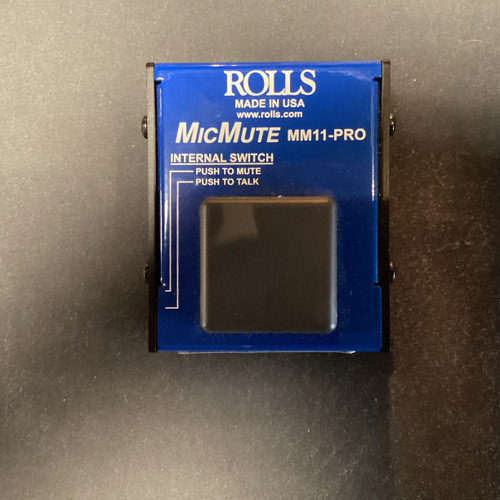 ROLLS
MADE IN USA
www.rolls.com
MICMUTE MM11-PRO
INTERNAL SWITCH
PUSH TO MUTE
PUSH TO TALK